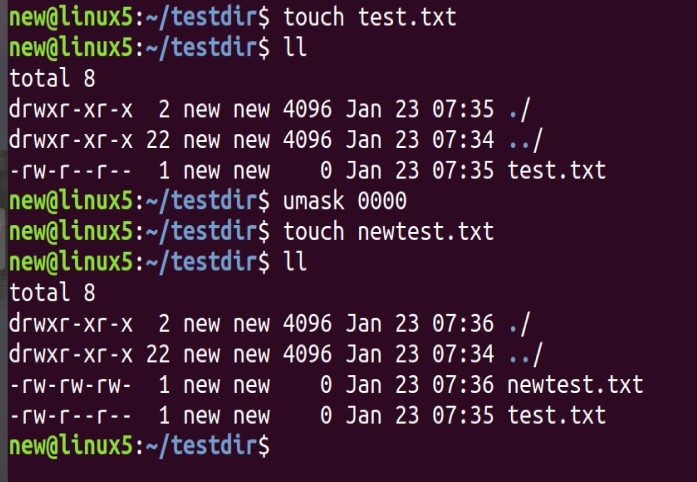 new@linux5:~/testdir$ touch test.txt
new@linux5:~/testdir$ ll
total 8
drwxr-xr-x  2 new new 4096 Jan 23 07:35 ./
drwxr-xr-x 22 new new 4096 Jan 23 07:34 ../
-rw-r--r--  1 new new    0 Jan 23 07:35 test.txt
new@linux5:~/testdir$ umask 0000
new@linux5:~/testdir$ touch newtest.txt
new@linux5:~/testdir$ ll
total 8
drwxr-xr-x  2 new new 4096 Jan 23 07:36 ./
drwxr-xr-x 22 new new 4096 Jan 23 07:34 ../
-rw-rw-rw-  1 new new    0 Jan 23 07:36 newtest.txt
-rw-r--r--  1 new new    0 Jan 23 07:35 test.txt
new@linux5:~/testdir$